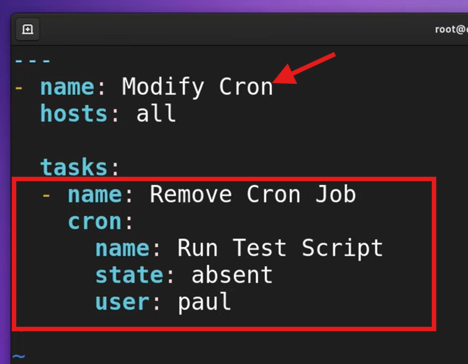 root@
---
- name: Modify Cron
  hosts: all
  tasks:
  - name: Remove Cron Job
    cron:
      name: Run Test Script
      state: absent
      user: paul
~